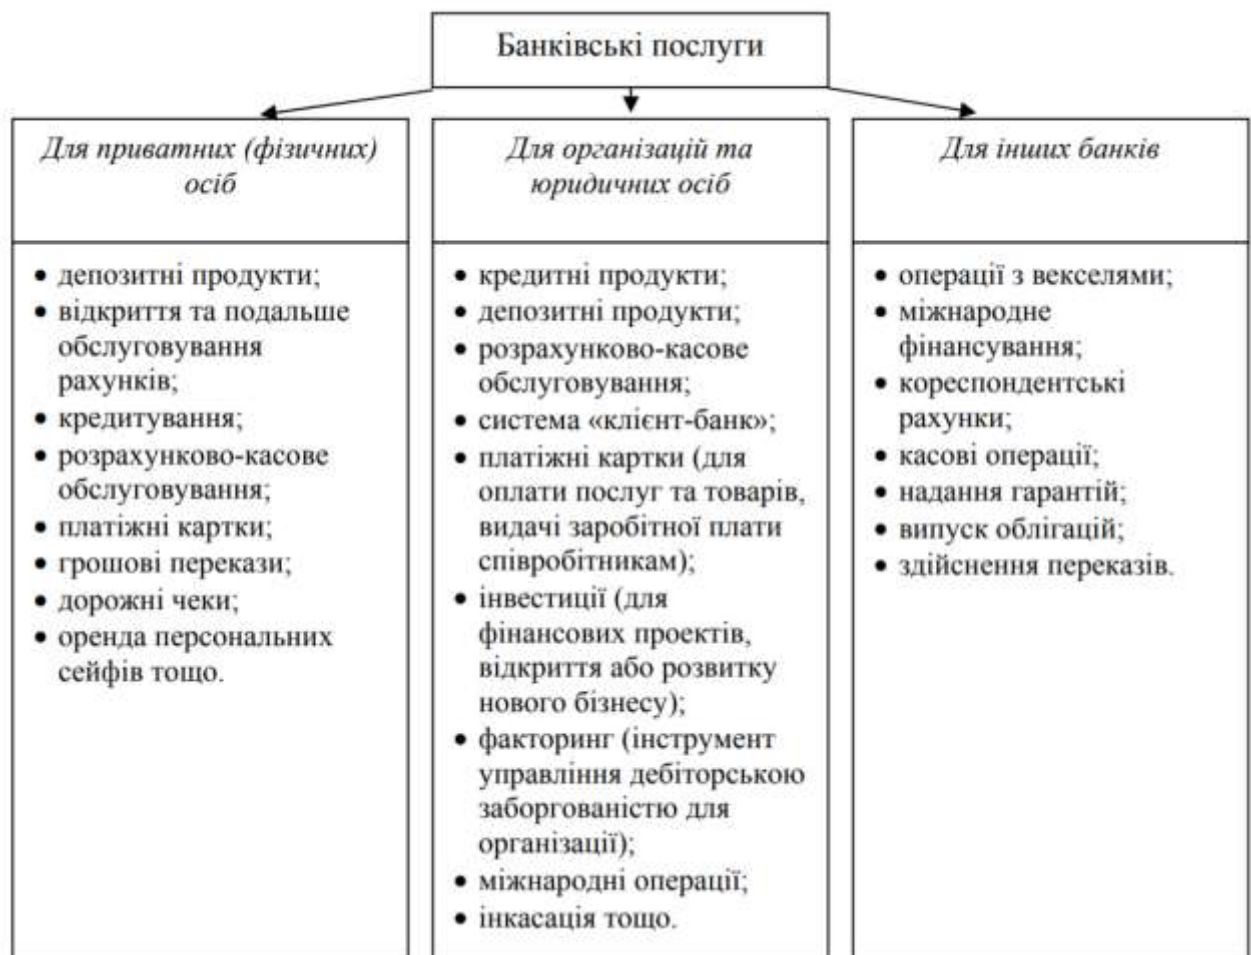 Банківські послуги
Для приватних (фізичних)
осіб
• депозитні продукти;
• відкриття та подальше
обслуговування
рахунків;
• кредитування;
• розрахунково-касове
обслуговування;
• платіжні картки;
• грошові перекази;
• дорожні чеки;
• оренда персональних
сейфів тощо.
Для організацій та
юридичних осіб
• кредитні продукти;
• депозитні продукти;
• розрахунково-касове
обслуговування;
• система «клієнт-банк»;
• платіжні картки (для
оплати послуг та товарів,
видачі заробітної плати
співробітникам);
• інвестиції (для
фінансових проектів,
відкриття або розвитку
нового бізнесу);
• факторинг (інструмент
управління дебіторською
заборгованістю для
організації);
• міжнародні операції;
• інкасація тощо.
Для інших банків
• операції з векселями;
• міжнародне
фінансування;
• кореспондентські
рахунки;
• касові операції;
• надання гарантій;
• випуск облігацій;
• здійснення переказів.